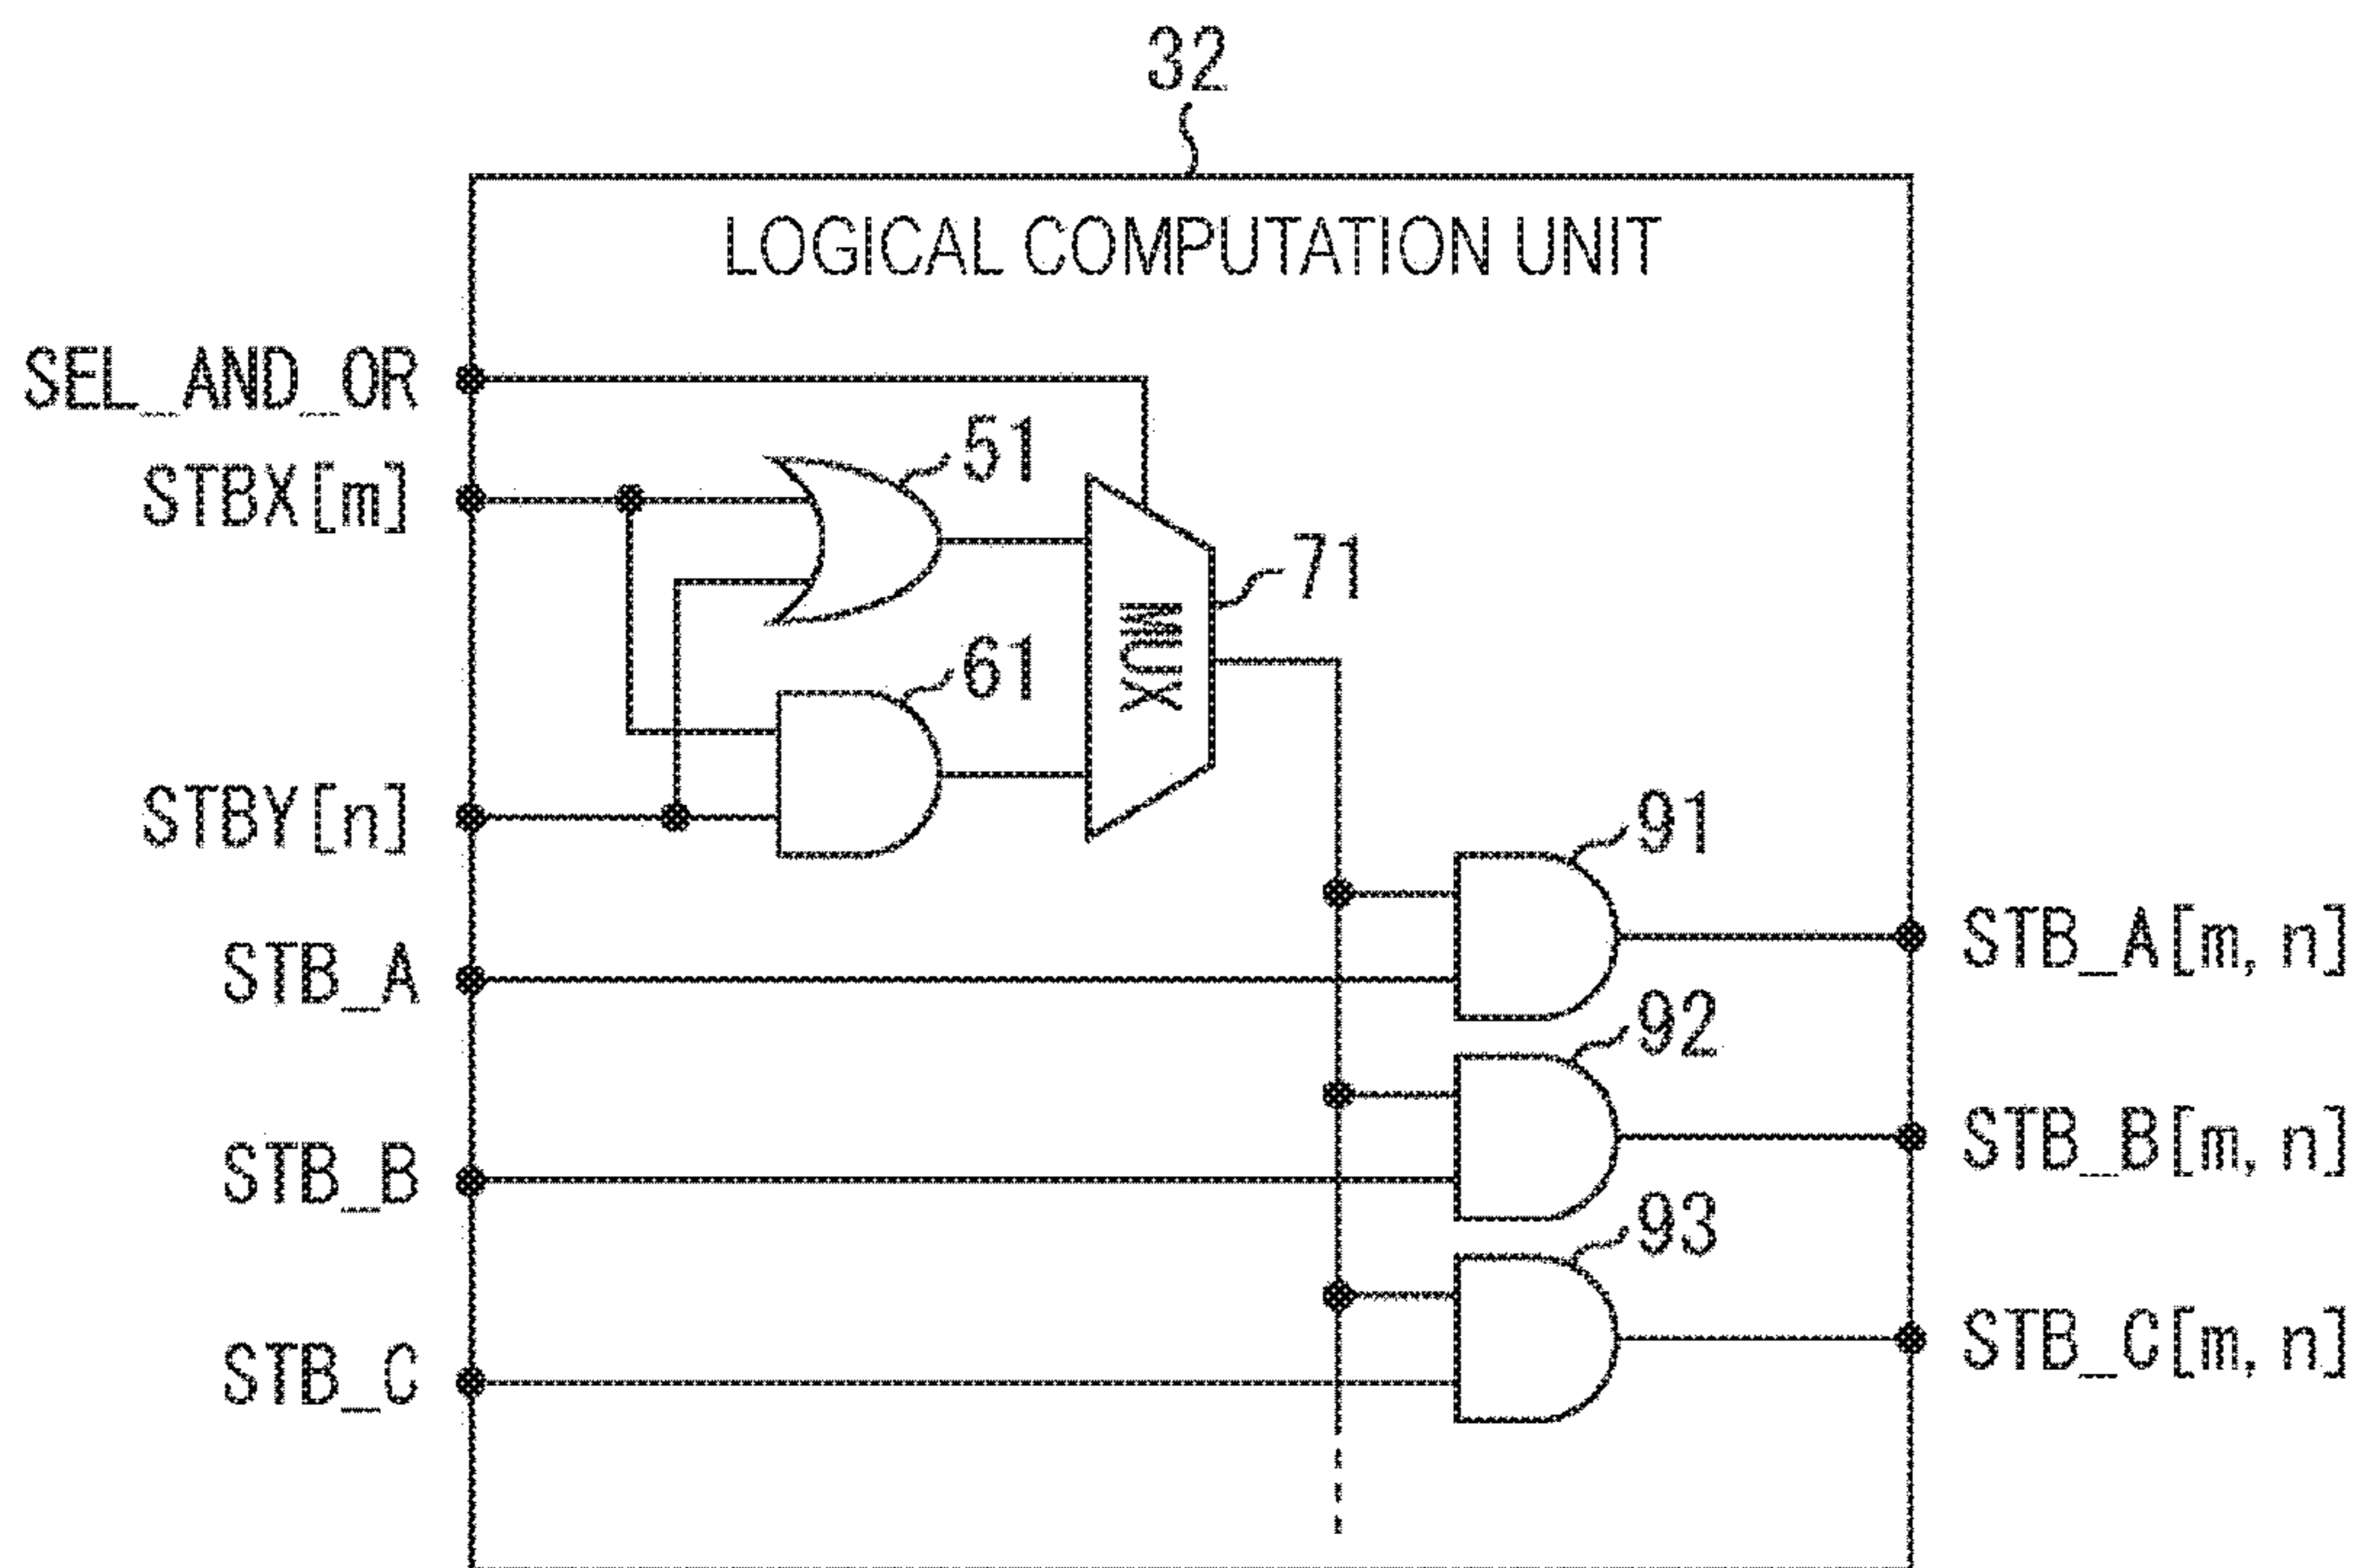 32
LOGICAL COMPUTATION UNIT
SEL_AND_OR
51
STBX[m]
71
MUX
61
STBY[n]
91
STB_A[m, n]
STB_A
92
STB_B[m, n]
STB_B
93
STB_C[m, n]
STB_C